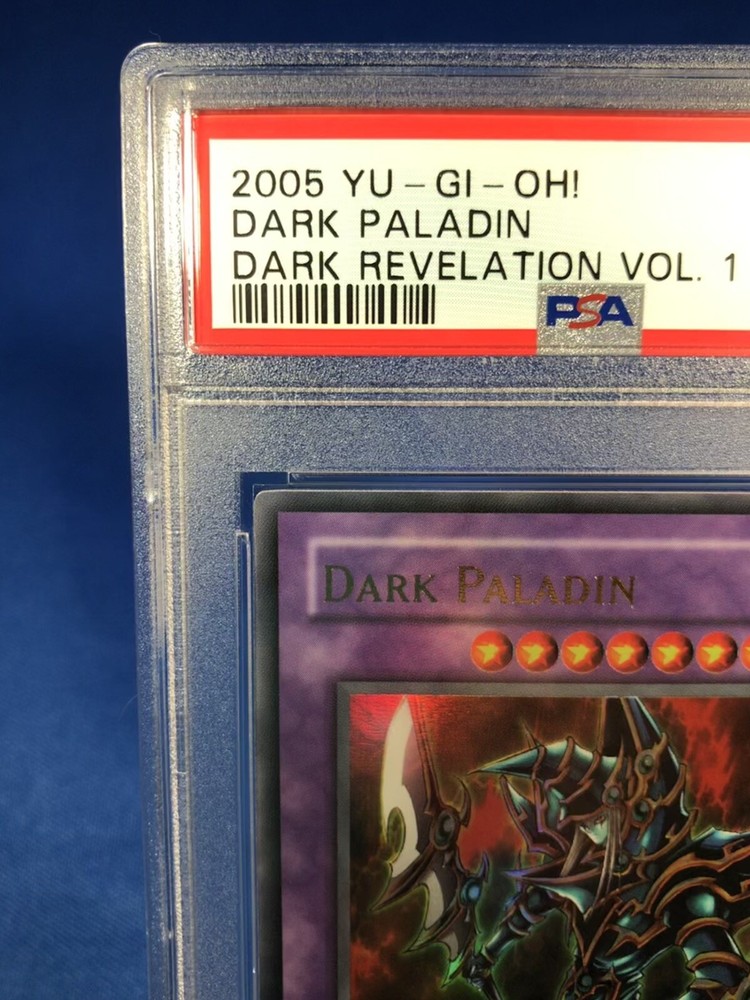 2005 YU-GI-OH!
DARK PALADIN
DARK REVELATION VOL. 1
PSA
DARK PALADIN